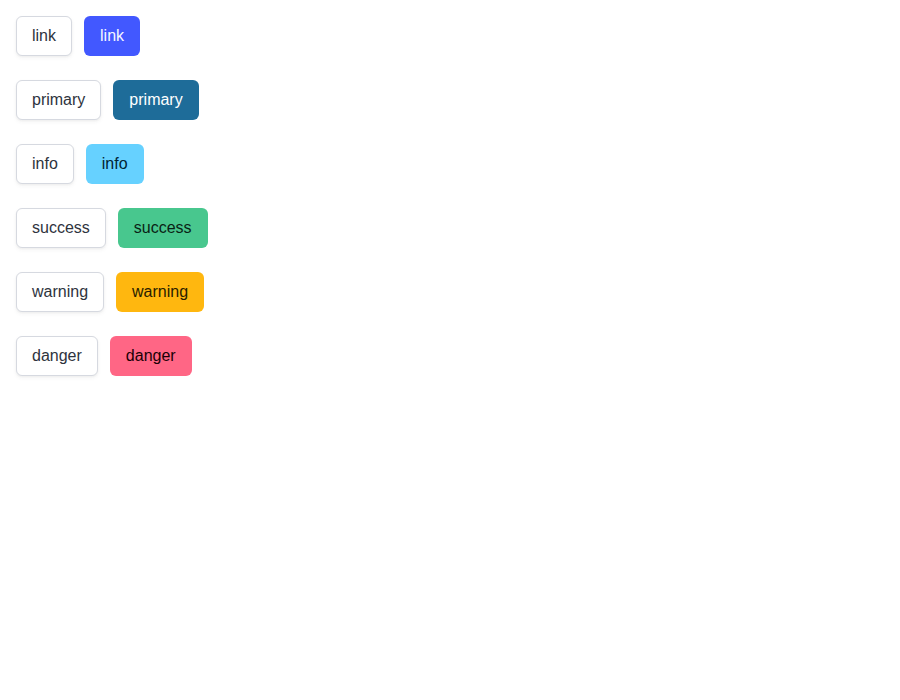 link link
primary primary
info info
success success
warning warning
danger danger